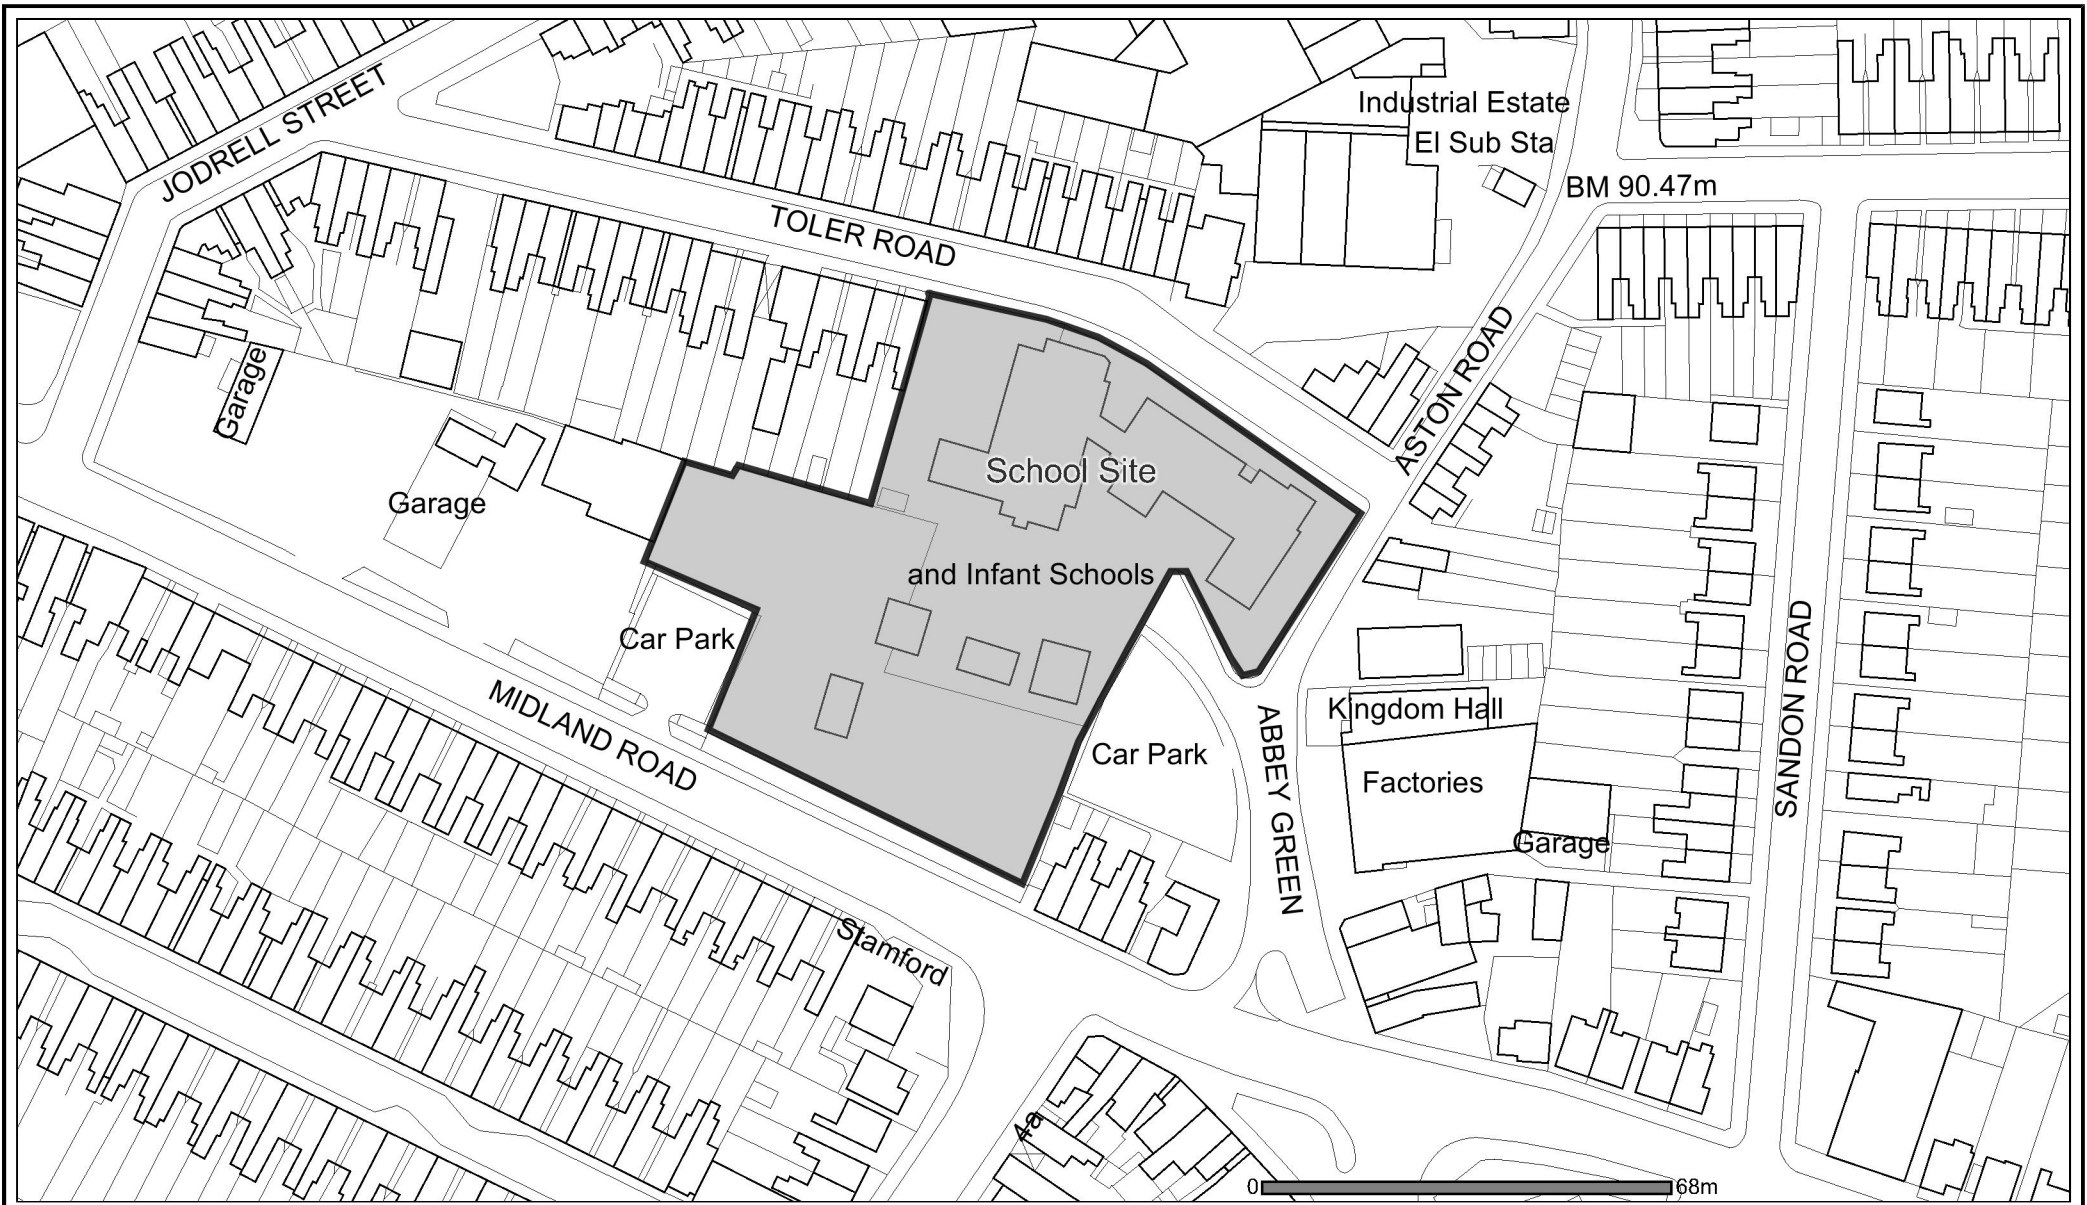 JODRELL STREET
Industrial Estate
El Sub Sta
BM 90.47m
TOLER ROAD
ASTON ROAD
Garage
School Site
Garage
and Infant Schools
Car Park
MIDLAND ROAD
SANDON ROAD
Kingdom Hall
ABBEY GREEN
Car Park
Factories
Garage
Stamford
4a
0
68m